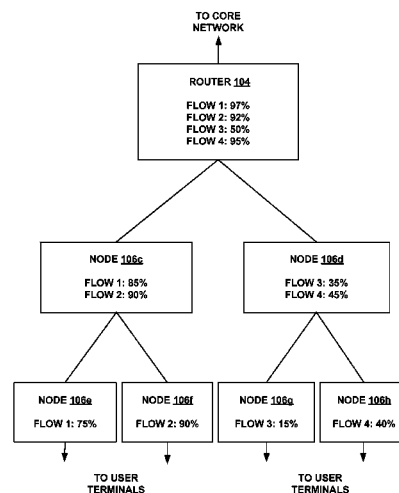 TO CORE
NETWORK
ROUTER 104
FLOW 1: 97%
FLOW 2: 92%
FLOW 3: 50%
FLOW 4: 95%
NODE 106c
FLOW 1: 85%
FLOW 2: 90%
NODE 106d
FLOW 3: 35%
FLOW 4: 45%
NODE 106e
FLOW 1: 75%
NODE 106f
FLOW 2: 90%
NODE 106g
FLOW 3: 15%
NODE 106h
FLOW 4: 40%
TO USER
TERMINALS
TO USER
TERMINALS